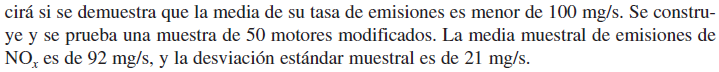 cirá si se demuestra que la media de su tasa de emisiones es menor de 100 mg/s. Se constru-
ye y se prueba una muestra de 50 motores modificados. La media muestral de emisiones de
NOₓ es de 92 mg/s, y la desviación estándar muestral es de 21 mg/s.